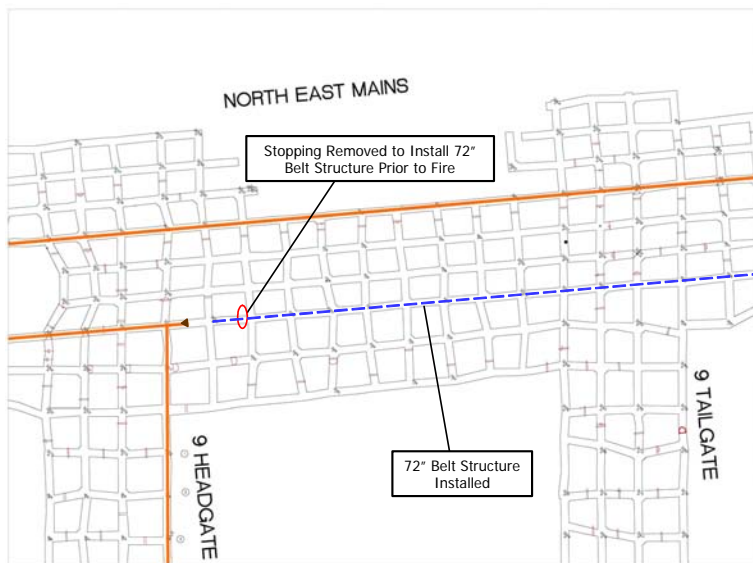 NORTH EAST MAINS
Stopping Removed to Install 72"
Belt Structure Prior to Fire
9 TAILGATE
9 HEADGATE
72" Belt Structure
Installed